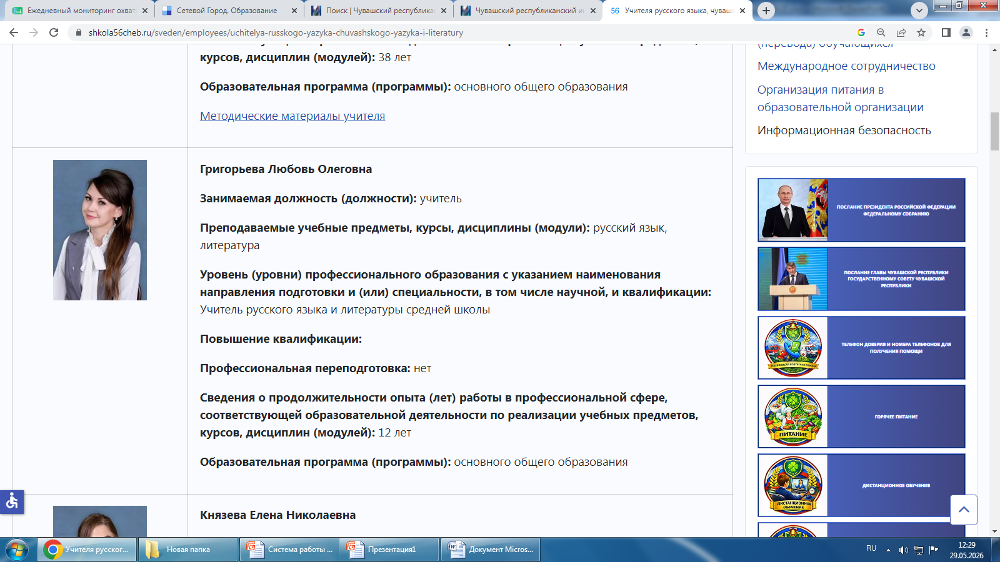 Ежедневный мониторинг охват
Сетевой Город. Образование
Поиск | Чувашский республикан
Чувашский республиканский ин
56 Учителя русского языка, чуваш
shkola56cheb.ru/sveden/employees/uchitelya-russkogo-yazyka-chuvashskogo-yazyka-i-literatury
курсов, дисциплин (модулей): 38 лет
Образовательная программа (программы): основного общего образования
Методические материалы учителя
Григорьева Любовь Олеговна
Занимаемая должность (должности): учитель
Преподаваемые учебные предметы, курсы, дисциплины (модули): русский язык,
литература
Уровень (уровни) профессионального образования с указанием наименования
направления подготовки и (или) специальности, в том числе научной, и квалификации:
Учитель русского языка и литературы средней школы
Повышение квалификации:
Профессиональная переподготовка: нет
Сведения о продолжительности опыта (лет) работы в профессиональной сфере,
соответствующей образовательной деятельности по реализации учебных предметов,
курсов, дисциплин (модулей): 12 лет
Образовательная программа (программы): основного общего образования
Князева Елена Николаевна
(перевода) обучающихся
Международное сотрудничество
Организация питания в
образовательной организации
Информационная безопасность
ПОСЛАНИЕ ПРЕЗИДЕНТА РОССИЙСКОЙ ФЕДЕРАЦИИ
ФЕДЕРАЛЬНОМУ СОБРАНИЮ
ПОСЛАНИЕ ГЛАВЫ ЧУВАШСКОЙ РЕСПУБЛИКИ
ГОСУДАРСТВЕННОМУ СОВЕТУ ЧУВАШСКОЙ
РЕСПУБЛИКИ
ТЕЛЕФОН ДОВЕРИЯ И НОМЕРА ТЕЛЕФОНОВ ДЛЯ
ПОЛУЧЕНИЯ ПОМОЩИ
ПИТАНИЕ
ГОРЯЧЕЕ ПИТАНИЕ
ДИСТАНЦИОННОЕ
ОБУЧЕНИЕ
ДИСТАНЦИОННОЕ ОБУЧЕНИЕ
Учителя русског...
Новая папка
Система работы ...
Презентация1
Документ Micros...
RU
12:29
29.05.2026